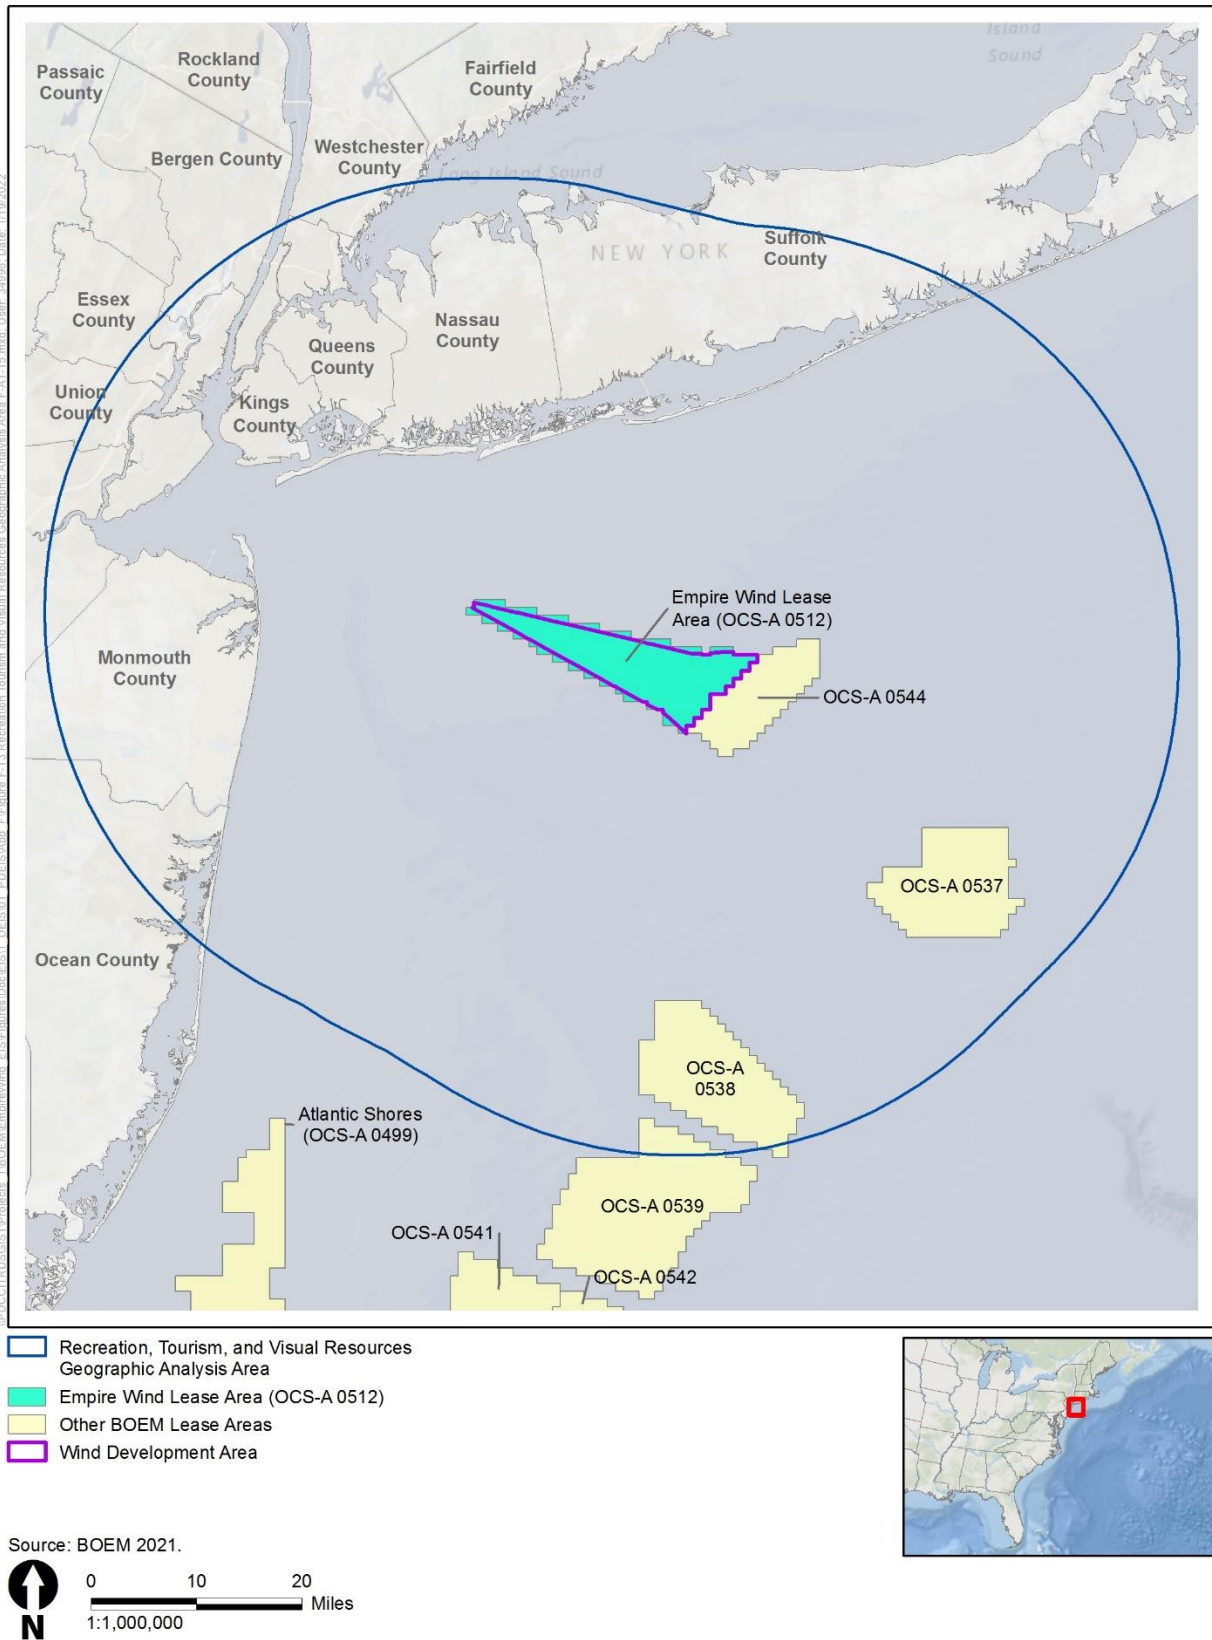 Island
Sound
Rockland
County
Passaic
County
Fairfield
County
Westchester
County
Bergen County
Long Island Sound
NEW YORK
Suffolk
County
Essex
County
Nassau
County
Queens
County
Union
County
Kings
County
Empire Wind Lease
Area (OCS-A 0512)
Monmouth
County
OCS-A 0544
OCS-A 0537
Ocean County
OCS-A
0538
Atlantic Shores
(OCS-A 0499)
OCS-A 0539
OCS-A 0541
OCS-A 0542
Recreation, Tourism, and Visual Resources
Geographic Analysis Area
Empire Wind Lease Area (OCS-A 0512)
Other BOEM Lease Areas
Wind Development Area
Source: BOEM 2021.
0 10 20
Miles
1:1,000,000
N